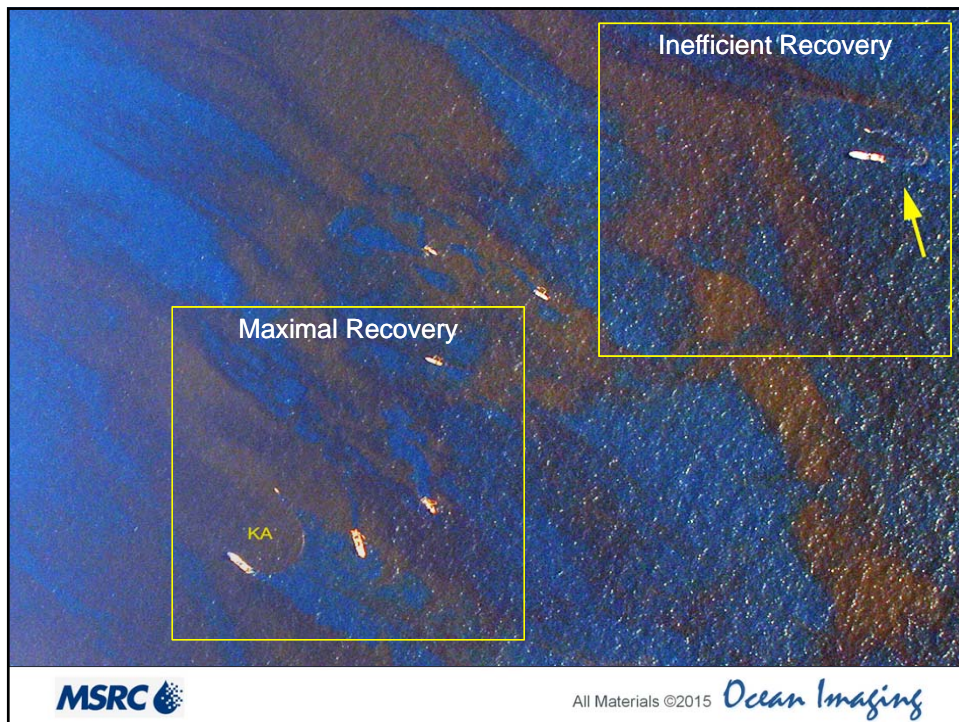 Inefficient Recovery
Maximal Recovery
KA
MSRC
All Materials ©2015 Ocean Imaging